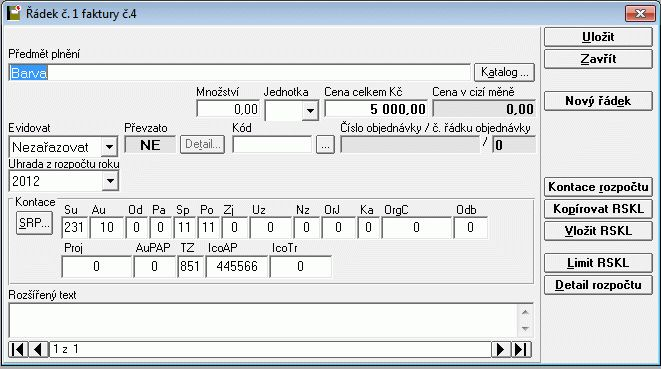 Řádek č. 1 faktury č.4
Předmět plnění
Barva
Katalog ...
Množství Jednotka Cena celkem Kč Cena v cizí měně
0,00 5 000,00 0,00
Evidovat Převzato Kód Číslo objednávky / č. řádku objednávky
Nezařazovat NE Detail... ... / 0
Uhrada z rozpočtu roku
2012
Kontace
SRP...
Su Au Od Pa Sp Po Zj Uz Nz OrJ Ka OrgC Odb
231 10 0 0 11 11 0 0 0 0 0 0 0
Proj AuPAP TZ IcoAP IcoTr
0 0 851 445566 0
Rozšířený text
1 z 1
Uložit
Zavřít
Nový řádek
Kontace rozpočtu
Kopírovat RSKL
Vložit RSKL
Limit RSKL
Detail rozpočtu